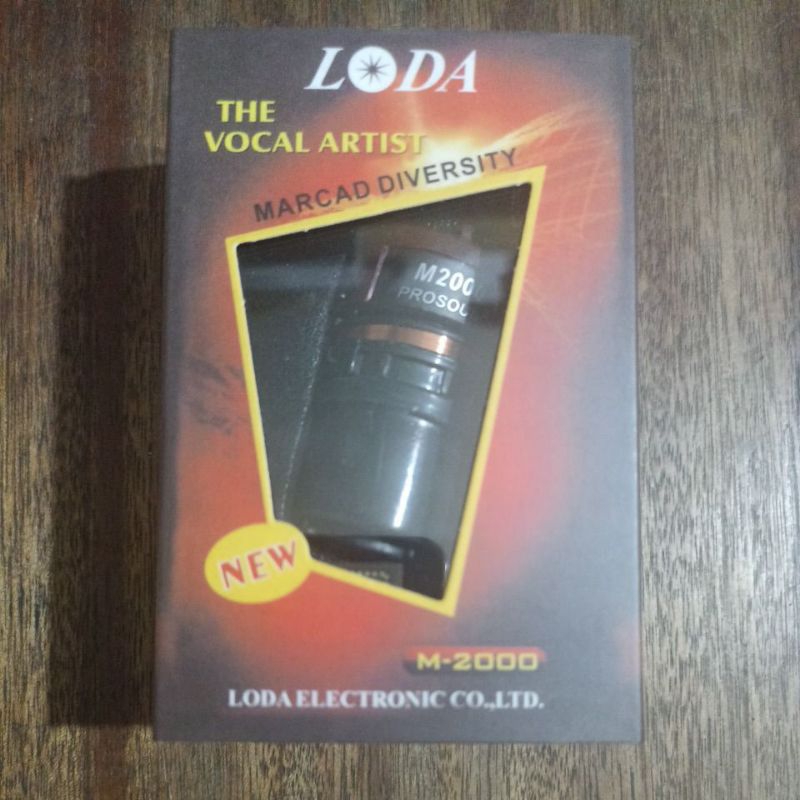 LODA
THE
VOCAL ARTIST
MARCAD DIVERSITY
M200
PROSOU
NEW
M-2000
LODA ELECTRONIC CO.,LTD.